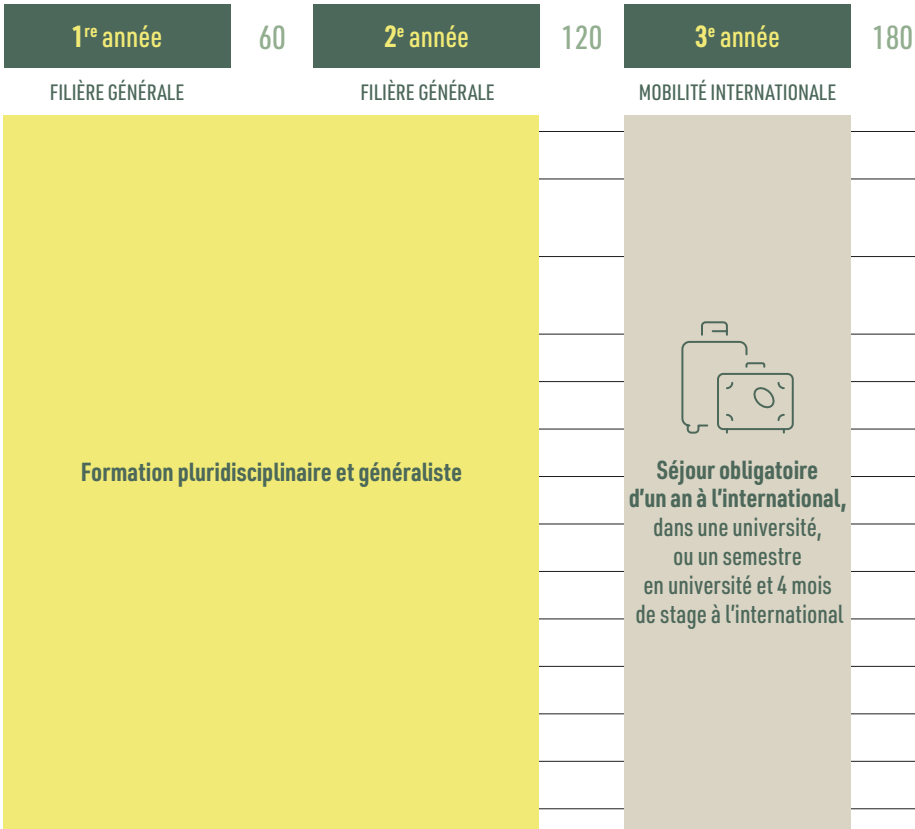 1re année 60 2e année 120 3e année 180
FILIÈRE GÉNÉRALE FILIÈRE GÉNÉRALE MOBILITÉ INTERNATIONALE
Formation pluridisciplinaire et généraliste
Séjour obligatoire
d'un an à l'international,
dans une université,
ou un semestre
en université et 4 mois
de stage à l'international